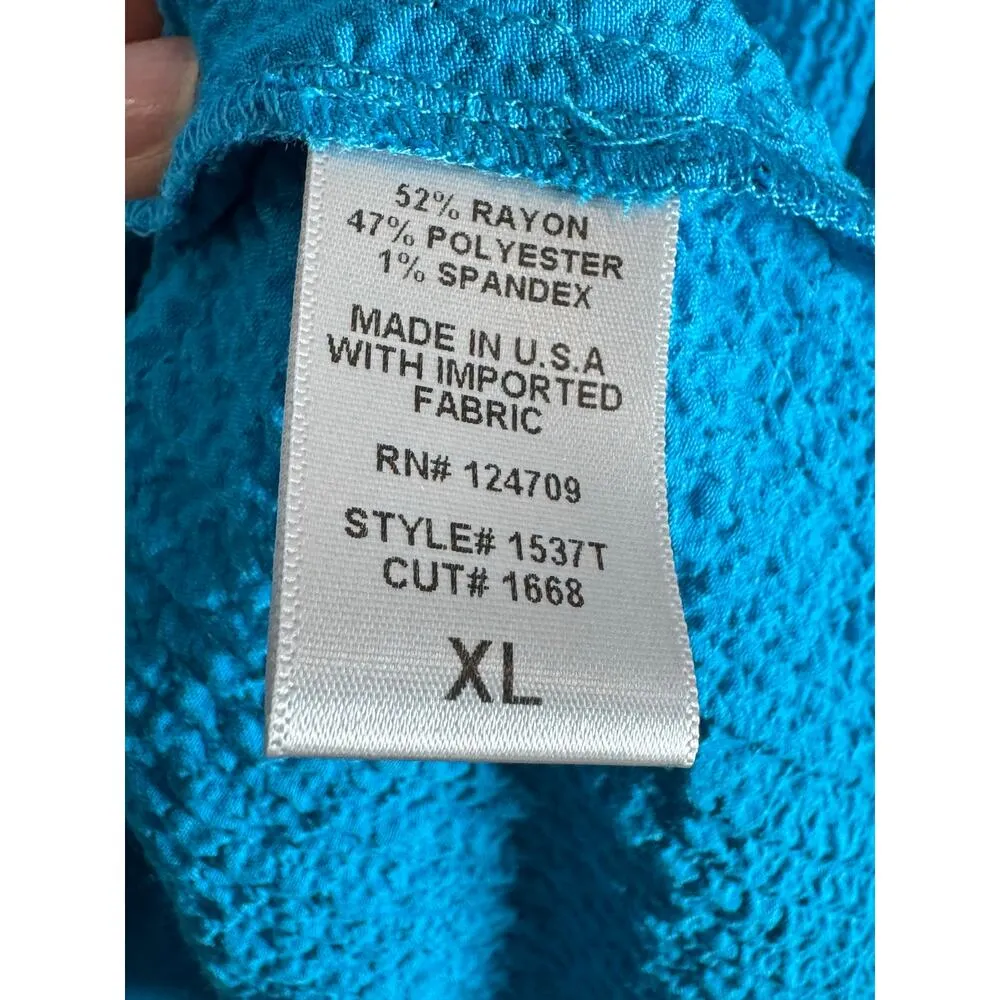 52% RAYON
47% POLYESTER
1% SPANDEX
MADE IN U.S.A
WITH IMPORTED
FABRIC
RN# 124709
STYLE# 1537T
CUT# 1668
XL